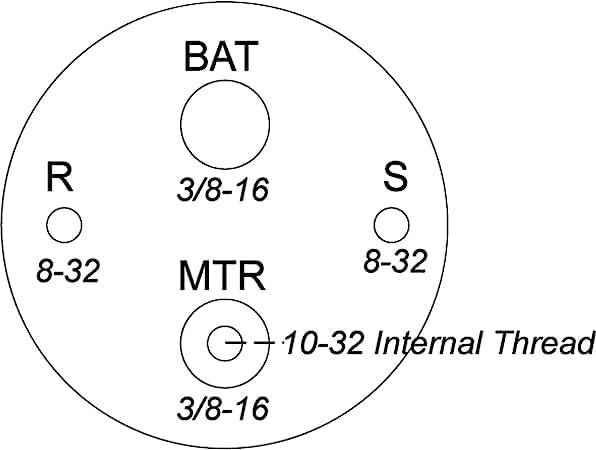 BAT
3/8-16
R
S
8-32
8-32
MTR
10-32 Internal Thread
3/8-16